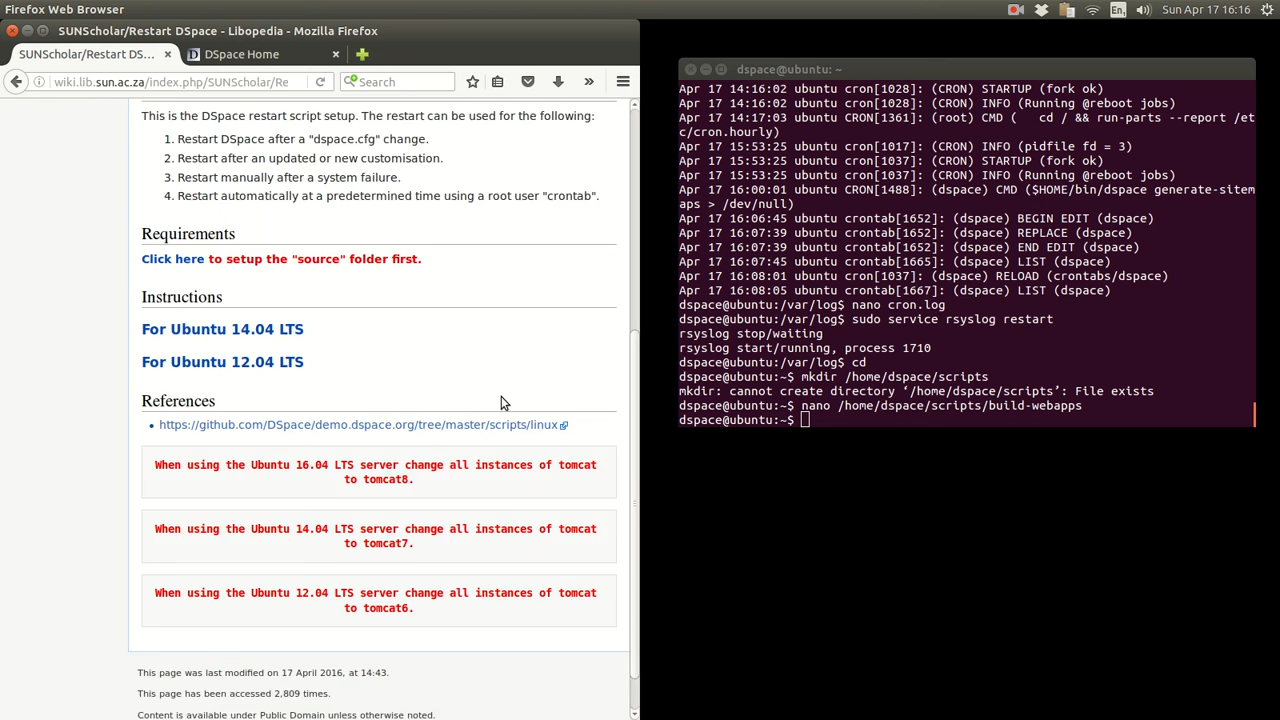 Firefox Web Browser
En1
Sun Apr 17 16:16
SUNScholar/Restart DSpace - Libopedia - Mozilla Firefox
SUNScholar/Restart DS... ×
DSpace Home ×
wiki.lib.sun.ac.za/index.php/SUNScholar/Re
Search
This is the DSpace restart script setup. The restart can be used for the following:
1. Restart DSpace after a "dspace.cfg" change.
2. Restart after an updated or new customisation.
3. Restart manually after a system failure.
4. Restart automatically at a predetermined time using a root user "crontab".
Requirements
Click here to setup the "source" folder first.
Instructions
For Ubuntu 14.04 LTS
For Ubuntu 12.04 LTS
References
• https://github.com/DSpace/demo.dspace.org/tree/master/scripts/linux
When using the Ubuntu 16.04 LTS server change all instances of tomcat
to tomcat8.
When using the Ubuntu 14.04 LTS server change all instances of tomcat
to tomcat7.
When using the Ubuntu 12.04 LTS server change all instances of tomcat
to tomcat6.
This page was last modified on 17 April 2016, at 14:43.
This page has been accessed 2,809 times.
Content is available under Public Domain unless otherwise noted.
dspace@ubuntu: ~
Apr 17 14:16:02 ubuntu cron[1028]: (CRON) STARTUP (fork ok)
Apr 17 14:16:02 ubuntu cron[1028]: (CRON) INFO (Running @reboot jobs)
Apr 17 14:17:03 ubuntu CRON[1361]: (root) CMD (   cd / && run-parts --report /et
c/cron.hourly)
Apr 17 15:53:25 ubuntu cron[1017]: (CRON) INFO (pidfile fd = 3)
Apr 17 15:53:25 ubuntu cron[1037]: (CRON) STARTUP (fork ok)
Apr 17 15:53:25 ubuntu cron[1037]: (CRON) INFO (Running @reboot jobs)
Apr 17 16:00:01 ubuntu CRON[1488]: (dspace) CMD ($HOME/bin/dspace generate-sitem
aps > /dev/null)
Apr 17 16:06:45 ubuntu crontab[1652]: (dspace) BEGIN EDIT (dspace)
Apr 17 16:07:39 ubuntu crontab[1652]: (dspace) REPLACE (dspace)
Apr 17 16:07:39 ubuntu crontab[1652]: (dspace) END EDIT (dspace)
Apr 17 16:07:45 ubuntu crontab[1665]: (dspace) LIST (dspace)
Apr 17 16:08:01 ubuntu cron[1037]: (dspace) RELOAD (crontabs/dspace)
Apr 17 16:08:05 ubuntu crontab[1667]: (dspace) LIST (dspace)
dspace@ubuntu:/var/log$ nano cron.log
dspace@ubuntu:/var/log$ sudo service rsyslog restart
rsyslog stop/waiting
rsyslog start/running, process 1710
dspace@ubuntu:/var/log$ cd
dspace@ubuntu:~$ mkdir /home/dspace/scripts
mkdir: cannot create directory ‘/home/dspace/scripts’: File exists
dspace@ubuntu:~$ nano /home/dspace/scripts/build-webapps
dspace@ubuntu:~$